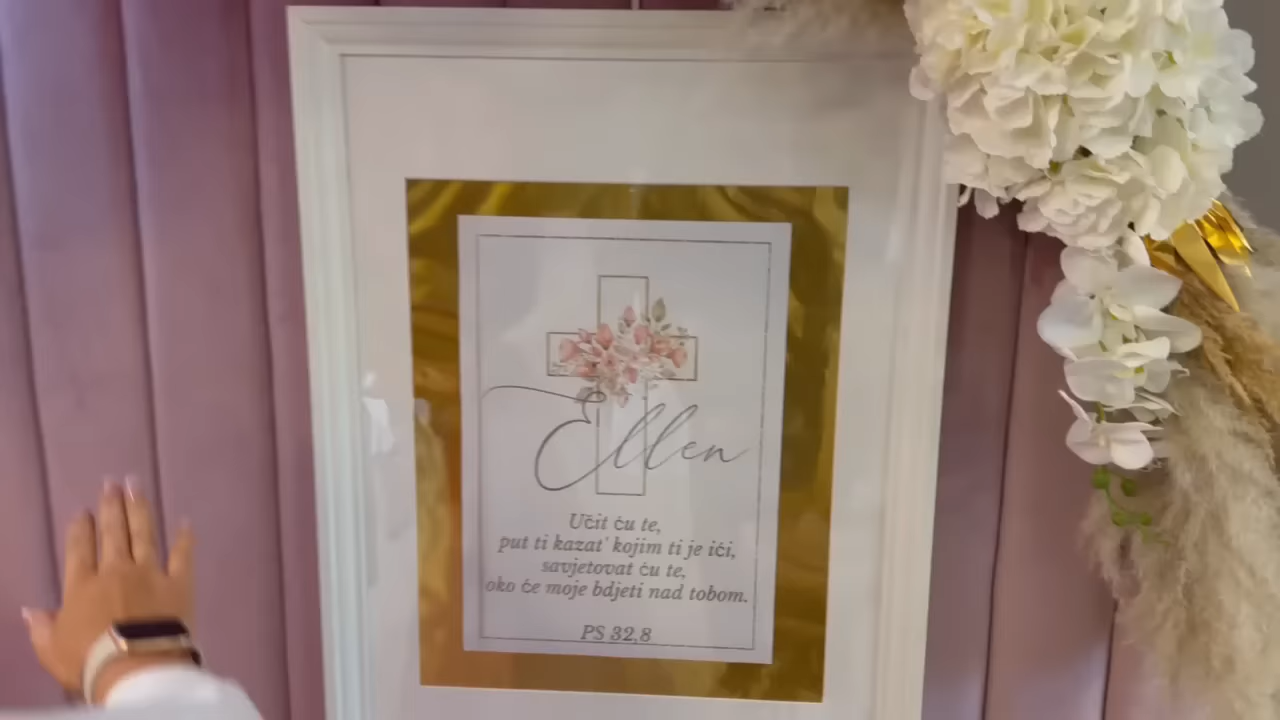 Ellen
Učit ću te,
put ti kazat' kojim ti je ići,
savjetovat ću te,
oko će moje bdjeti nad tobom.
PS 32,8